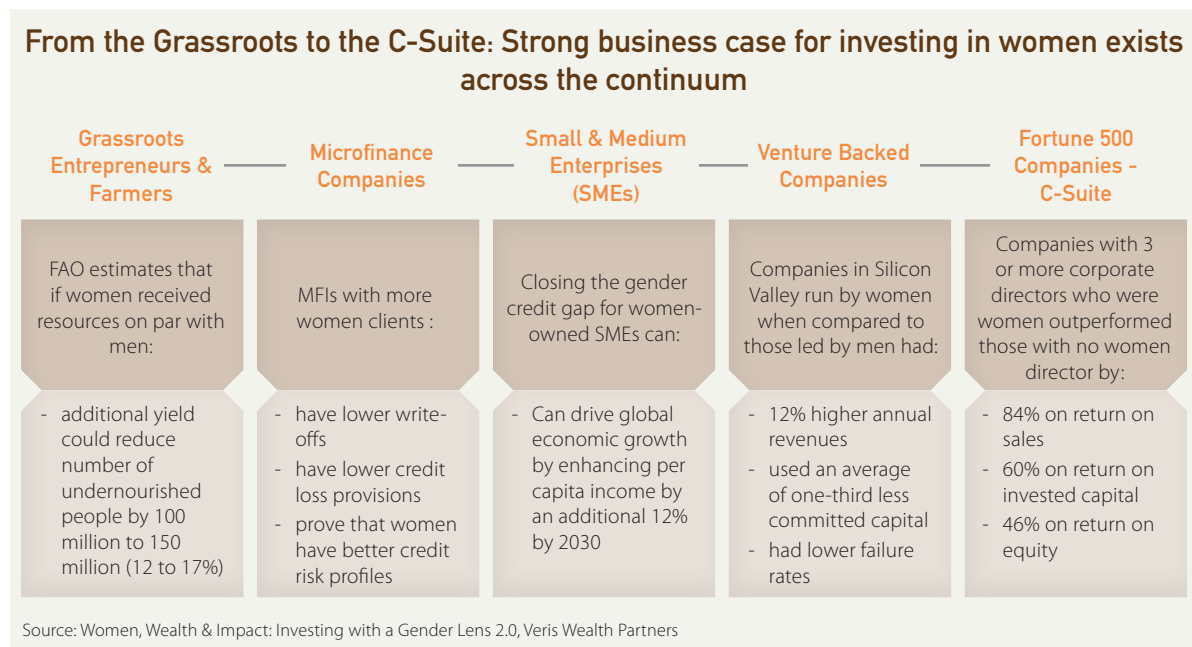 From the Grassroots to the C-Suite: Strong business case for investing in women exists
across the continuum
Grassroots
Entrepreneurs &
Farmers
Microfinance
Companies
Small & Medium
Enterprises
(SMEs)
Venture Backed
Companies
Fortune 500
Companies -
C-Suite
FAO estimates that
if women received
resources on par with
men:
MFIs with more
women clients :
Closing the gender
credit gap for women-
owned SMEs can:
Companies in Silicon
Valley run by women
when compared to
those led by men had:
Companies with 3
or more corporate
directors who were
women outperformed
those with no women
director by:
- additional yield
could reduce
number of
undernourished
people by 100
million to 150
million (12 to 17%)
- have lower write-
offs
- have lower credit
loss provisions
- prove that women
have better credit
risk profiles
- Can drive global
economic growth
by enhancing per
capita income by
an additional 12%
by 2030
- 12% higher annual
revenues
- used an average
of one-third less
committed capital
- had lower failure
rates
- 84% on return on
sales
- 60% on return on
invested capital
- 46% on return on
equity
Source: Women, Wealth & Impact: Investing with a Gender Lens 2.0, Veris Wealth Partners